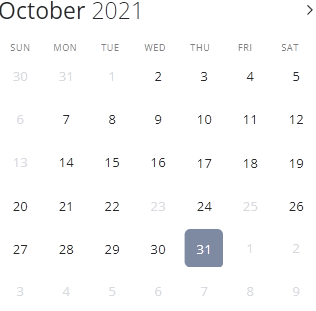 October 2021 >
SUN MON TUE WED THU FRI SAT
30 31 1 2 3 4 5
6 7 8 9 10 11 12
13 14 15 16 17 18 19
20 21 22 23 24 25 26
27 28 29 30 31 1 2
3 4 5 6 7 8 9